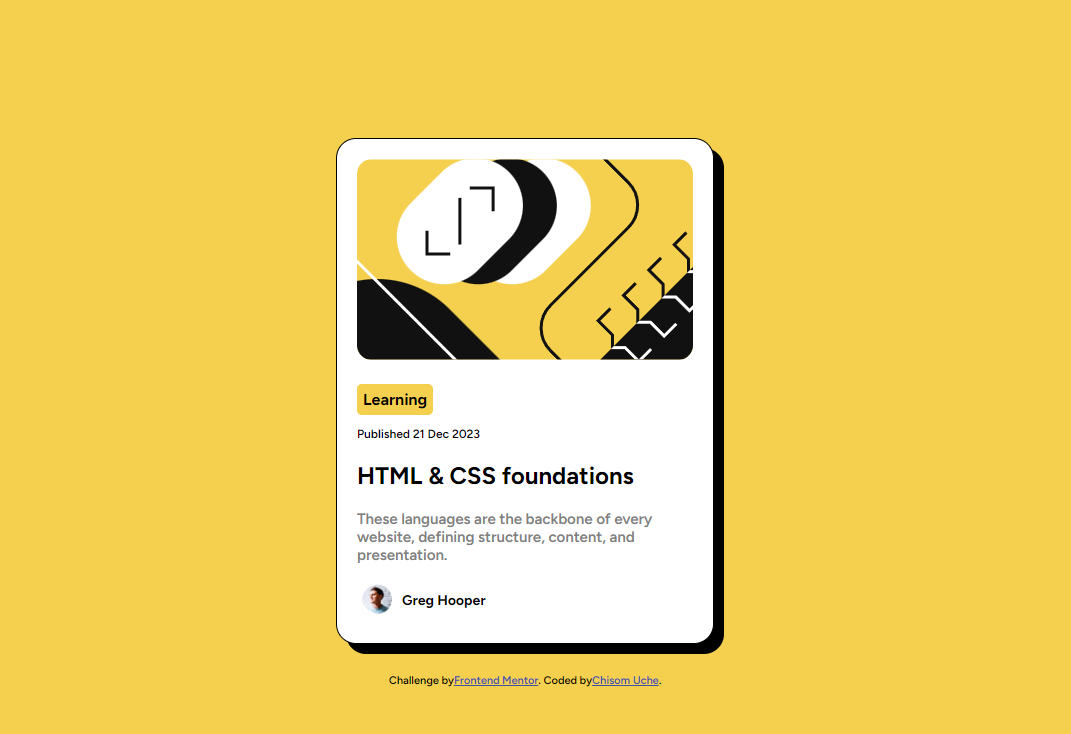 Learning
Published 21 Dec 2023
HTML & CSS foundations
These languages are the backbone of every
website, defining structure, content, and
presentation.
Greg Hooper
Challenge byFrontend Mentor. Coded byChisom Uche.